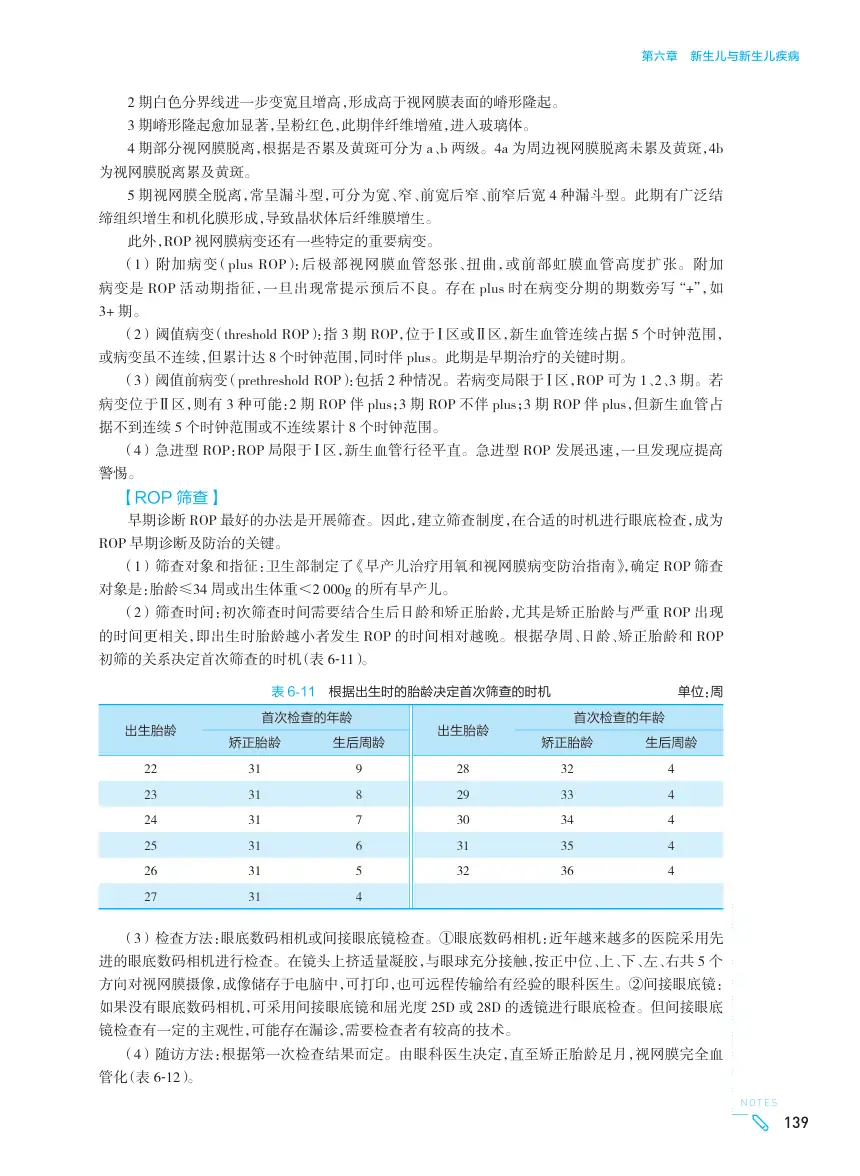 第六章 新生儿与新生儿疾病
2 期白色分界线进一步变宽且增高,形成高于视网膜表面的嵴形隆起。
3 期嵴形隆起愈加显著,呈粉红色,此期伴纤维增殖,进入玻璃体。
4 期部分视网膜脱离,根据是否累及黄斑可分为 a、b 两级。4a 为周边视网膜脱离未累及黄斑,4b
为视网膜脱离累及黄斑。
5 期视网膜全脱离,常呈漏斗型,可分为宽、窄、前宽后窄、前窄后宽 4 种漏斗型。此期有广泛结
缔组织增生和机化膜形成,导致晶状体后纤维膜增生。
此外,ROP 视网膜病变还有一些特定的重要病变。
(1)附加病变(plus ROP):后极部视网膜血管怒张、扭曲,或前部虹膜血管高度扩张。附加
病变是 ROP 活动期指征,一旦出现常提示预后不良。存在 plus 时在病变分期的期数旁写“+”,如
3+ 期。
(2)阈值病变(threshold ROP):指 3 期 ROP,位于Ⅰ区或Ⅱ区,新生血管连续占据 5 个时钟范围,
或病变虽不连续,但累计达 8 个时钟范围,同时伴 plus。此期是早期治疗的关键时期。
(3)阈值前病变(prethreshold ROP):包括 2 种情况。若病变局限于Ⅰ区,ROP 可为 1、2、3 期。若
病变位于Ⅱ区,则有 3 种可能:2 期 ROP 伴 plus;3 期 ROP 不伴 plus;3 期 ROP 伴 plus,但新生血管占
据不到连续 5 个时钟范围或不连续累计 8 个时钟范围。
(4)急进型 ROP:ROP 局限于Ⅰ区,新生血管行径平直。急进型 ROP 发展迅速,一旦发现应提高
警惕。
【ROP 筛查】
早期诊断 ROP 最好的办法是开展筛查。因此,建立筛查制度,在合适的时机进行眼底检查,成为
ROP 早期诊断及防治的关键。
(1)筛查对象和指征:卫生部制定了《早产儿治疗用氧和视网膜病变防治指南》,确定 ROP 筛查
对象是:胎龄≤34 周或出生体重<2 000g 的所有早产儿。
(2)筛查时间:初次筛查时间需要结合生后日龄和矫正胎龄,尤其是矫正胎龄与严重 ROP 出现
的时间更相关,即出生时胎龄越小者发生 ROP 的时间相对越晚。根据孕周、日龄、矫正胎龄和 ROP
初筛的关系决定首次筛查的时机(表 6-11)。
表 6-11 根据出生时的胎龄决定首次筛查的时机 单位:周
出生胎龄 首次检查的年龄 出生胎龄 首次检查的年龄
矫正胎龄 生后周龄 矫正胎龄 生后周龄
22 31 9 28 32 4
23 31 8 29 33 4
24 31 7 30 34 4
25 31 6 31 35 4
26 31 5 32 36 4
27 31 4
(3)检查方法:眼底数码相机或间接眼底镜检查。①眼底数码相机:近年越来越多的医院采用先
进的眼底数码相机进行检查。在镜头上挤适量凝胶,与眼球充分接触,按正中位、上、下、左、右共 5 个
方向对视网膜摄像,成像储存于电脑中,可打印,也可远程传输给有经验的眼科医生。②间接眼底镜:
如果没有眼底数码相机,可采用间接眼底镜和屈光度 25D 或 28D 的透镜进行眼底检查。但间接眼底
镜检查有一定的主观性,可能存在漏诊,需要检查者有较高的技术。
(4)随访方法:根据第一次检查结果而定。由眼科医生决定,直至矫正胎龄足月,视网膜完全血
管化(表 6-12)。
NOTES
139